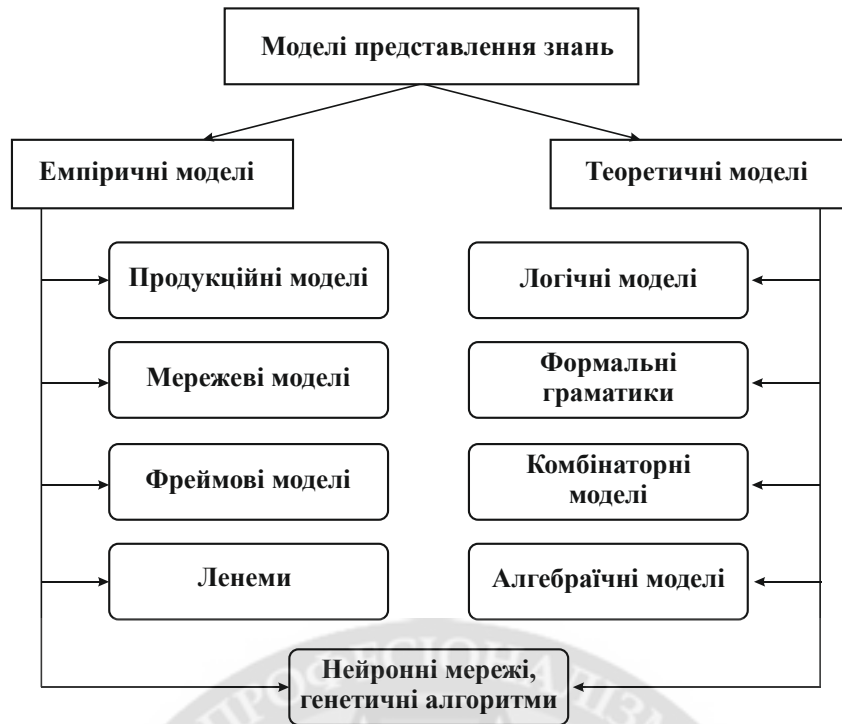 Моделі представлення знань
Емпіричні моделі
Теоретичні моделі
Продукційні моделі
Логічні моделі
Мережеві моделі
Формальні
граматики
Фреймові моделі
Комбінаторні
моделі
Ленеми
Алгебраїчні моделі
Нейронні мережі,
генетичні алгоритми